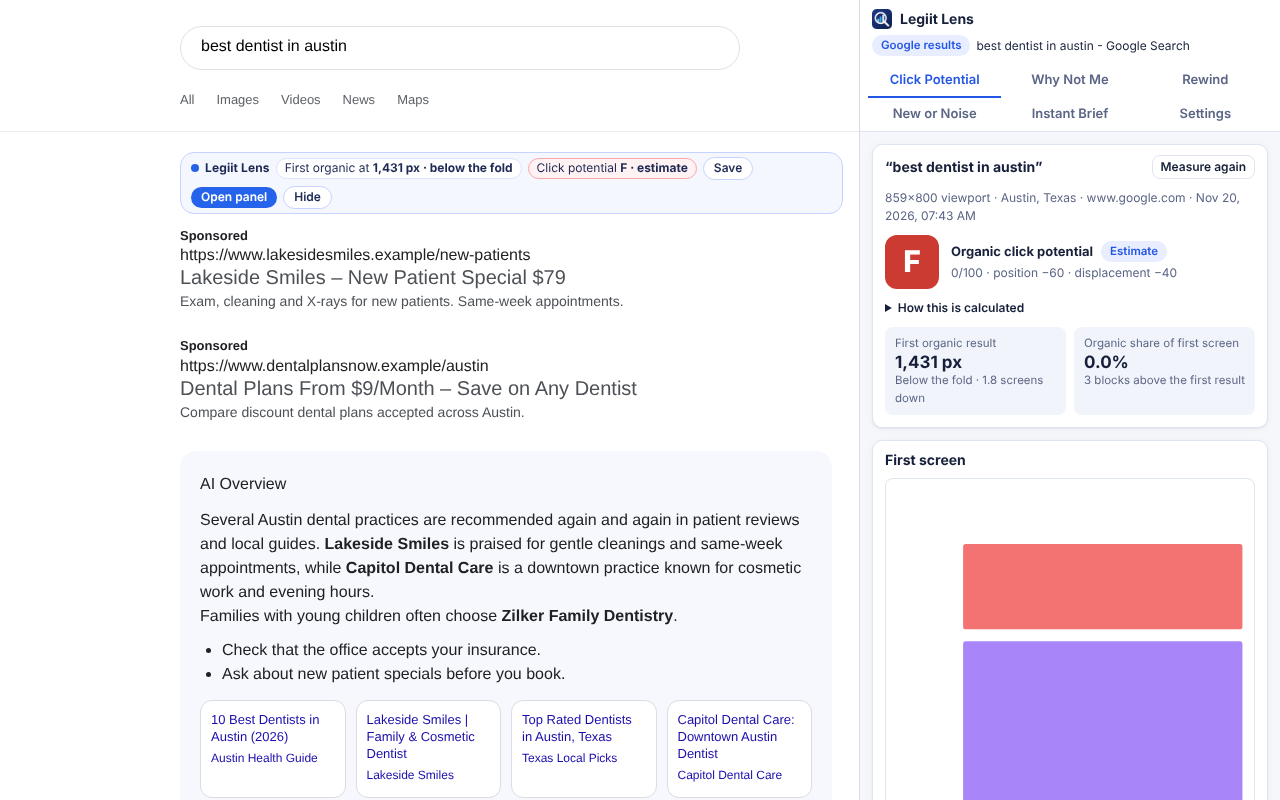 best dentist in austin
All Images Videos News Maps
Legiit Lens First organic at 1,431 px · below the fold Click potential F · estimate Save
Open panel Hide
Sponsored
https://www.lakesidesmiles.example/new-patients
Lakeside Smiles – New Patient Special $79
Exam, cleaning and X-rays for new patients. Same-week appointments.
Sponsored
https://www.dentalplansnow.example/austin
Dental Plans From $9/Month – Save on Any Dentist
Compare discount dental plans accepted across Austin.
AI Overview
Several Austin dental practices are recommended again and again in patient reviews
and local guides. Lakeside Smiles is praised for gentle cleanings and same-week
appointments, while Capitol Dental Care is a downtown practice known for cosmetic
work and evening hours.
Families with young children often choose Zilker Family Dentistry.
• Check that the office accepts your insurance.
• Ask about new patient specials before you book.
10 Best Dentists in
Austin (2026)
Austin Health Guide
Lakeside Smiles |
Family & Cosmetic
Dentist
Lakeside Smiles
Top Rated Dentists
in Austin, Texas
Texas Local Picks
Capitol Dental Care:
Downtown Austin
Dentist
Capitol Dental Care
Legiit Lens
Google results best dentist in austin - Google Search
Click Potential Why Not Me Rewind
New or Noise Instant Brief Settings
“best dentist in austin” Measure again
859×800 viewport · Austin, Texas · www.google.com · Nov 20,
2026, 07:43 AM
F
Organic click potential Estimate
0/100 · position −60 · displacement −40
How this is calculated
First organic result
1,431 px
Below the fold · 1.8 screens
down
Organic share of first screen
0.0%
3 blocks above the first result
First screen